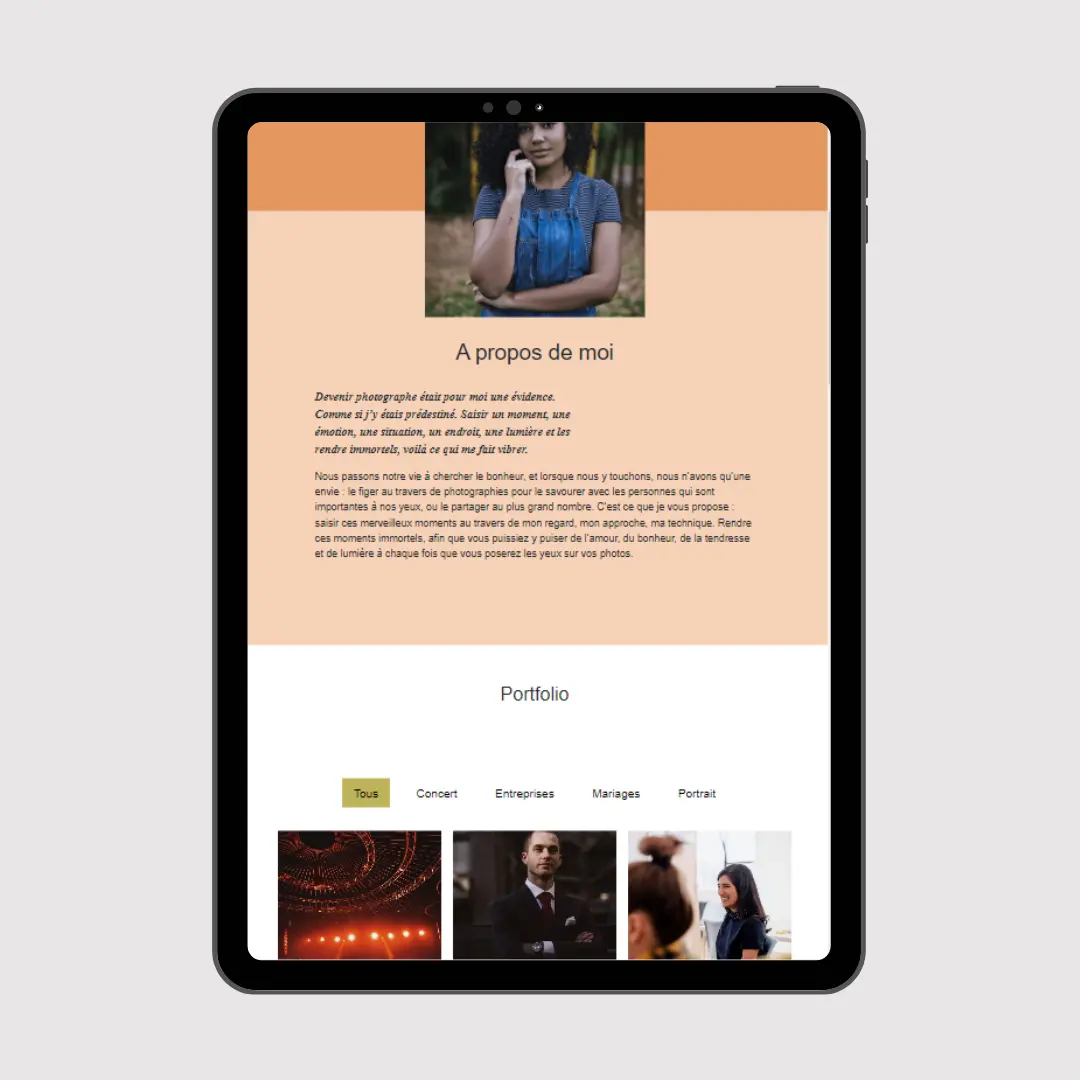 A propos de moi
Devenir photographe était pour moi une évidence.
Comme si j'y étais prédestiné. Saisir un moment, une
émotion, une situation, un endroit, une lumière et les
rendre immortels, voilà ce qui me fait vibrer.
Nous passons notre vie à chercher le bonheur, et lorsque nous y touchons, nous n'avons qu'une
envie : le figer au travers de photographies pour le savourer avec les personnes qui sont
importantes à nos yeux, ou le partager au plus grand nombre. C'est ce que je vous propose :
saisir ces merveilleux moments au travers de mon regard, mon approche, ma technique. Rendre
ces moments immortels, afin que vous puissiez y puiser de l'amour, du bonheur, de la tendresse
et de lumière à chaque fois que vous poserez les yeux sur vos photos.
Portfolio
Tous Concert Entreprises Mariages Portrait